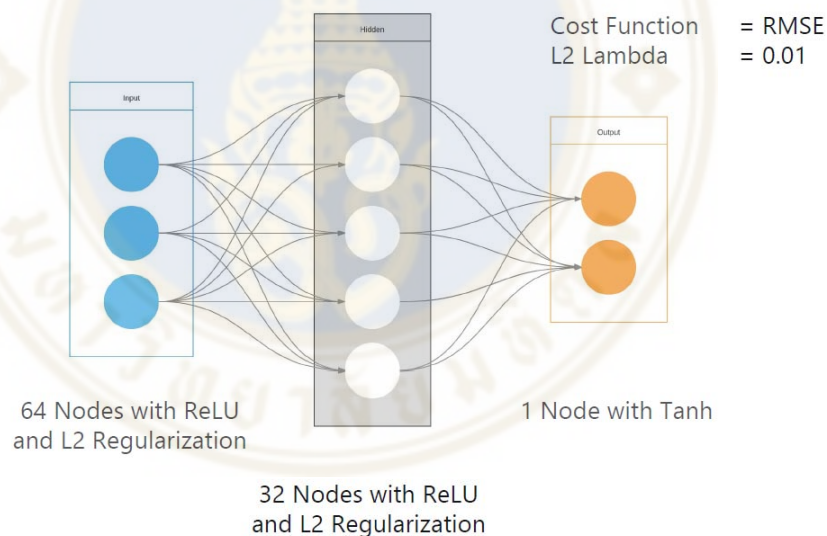 Cost Function = RMSE
L2 Lambda = 0.01
Hidden
Input
Output
64 Nodes with ReLU
and L2 Regularization
1 Node with Tanh
32 Nodes with ReLU
and L2 Regularization